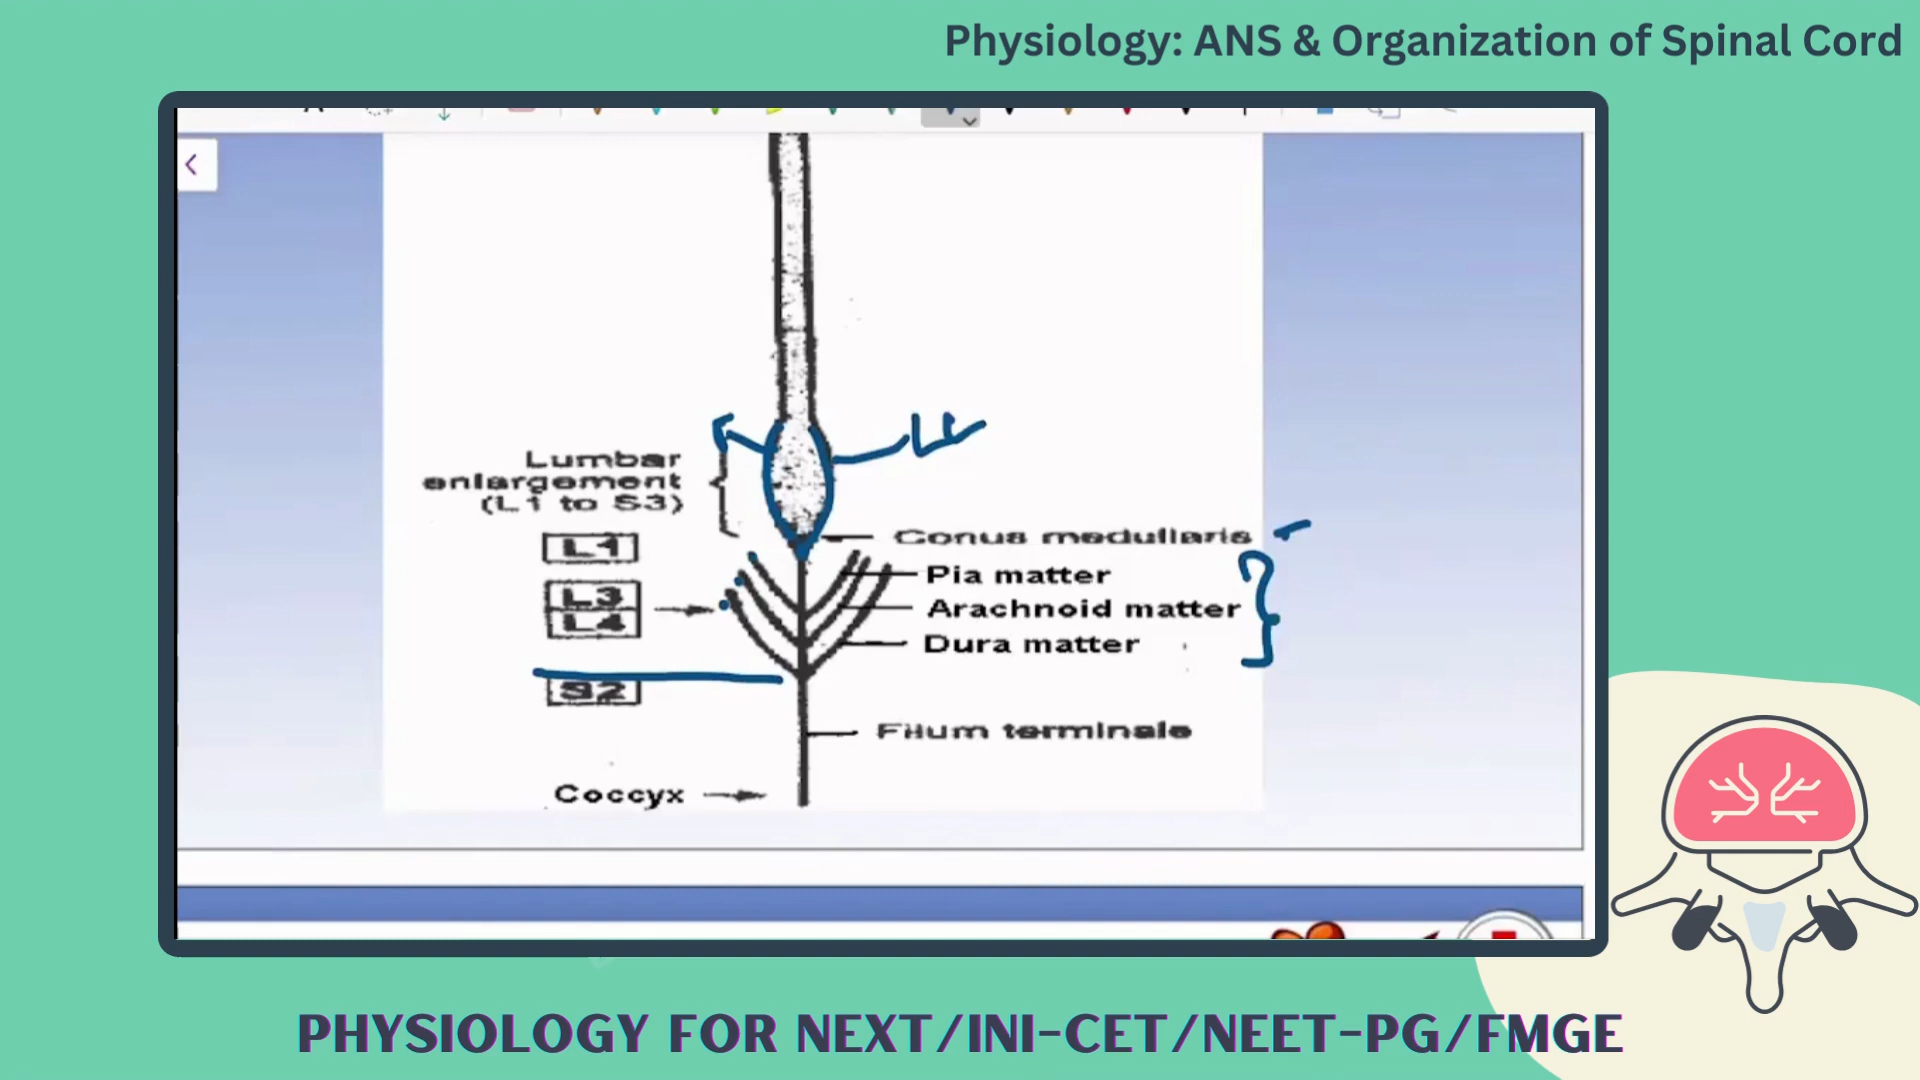 Physiology: ANS & Organization of Spinal Cord
Lumbar
enlargement
(L1 to S3)
L1
Conus medullaris
Pia matter
L3
Arachnoid matter
L4
Dura matter
S2
Filum terminale
Coccyx
PHYSIOLOGY FOR NEXT/INI-CET/NEET-PG/FMGE